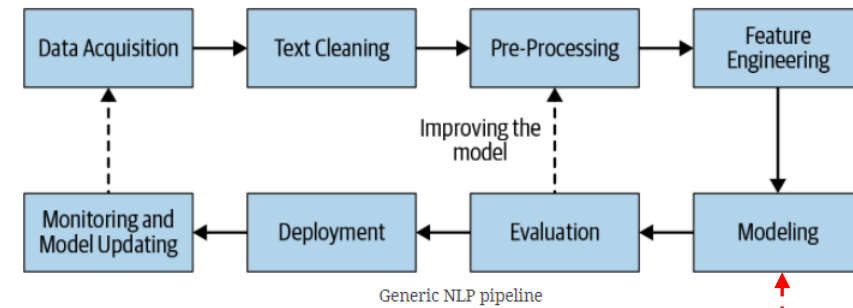 Data Acquisition
Text Cleaning
Pre-Processing
Feature
Engineering
Improving the
model
Monitoring and
Model Updating
Deployment
Evaluation
Modeling
Generic NLP pipeline